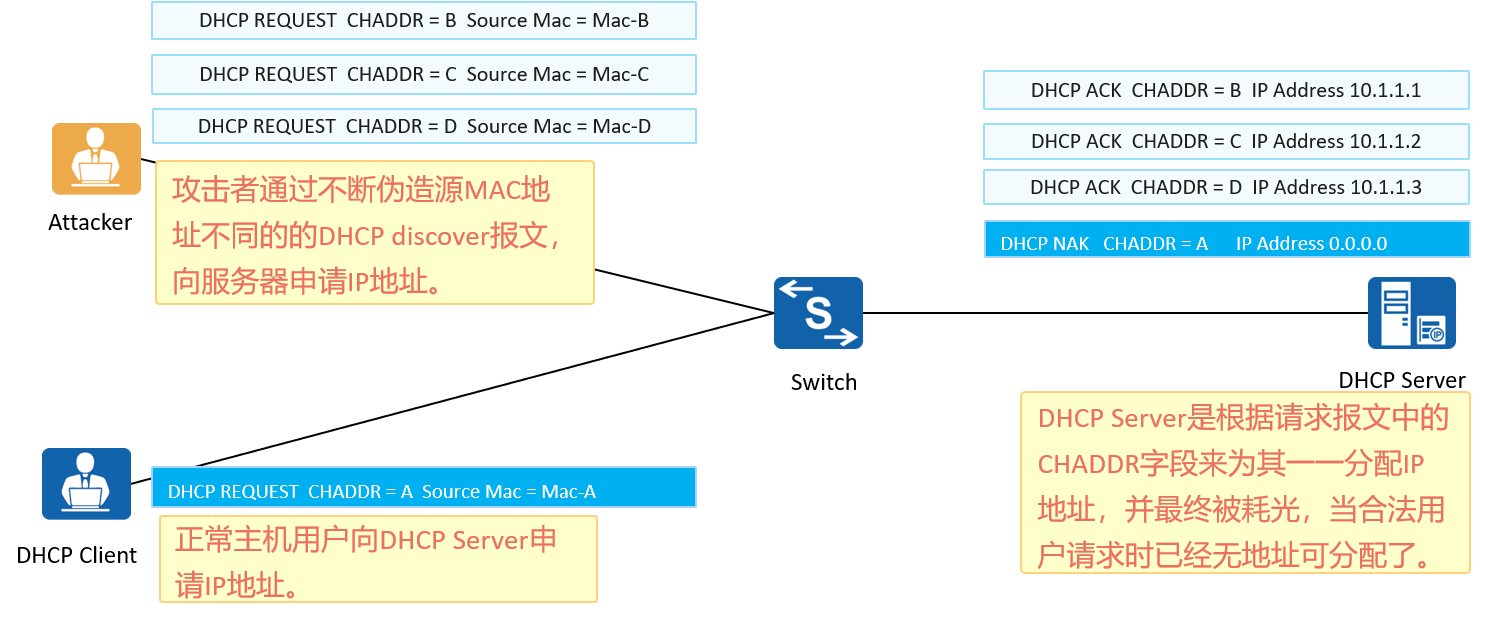 DHCP REQUEST CHADDR = B Source Mac = Mac-B
DHCP REQUEST CHADDR = C Source Mac = Mac-C
DHCP REQUEST CHADDR = D Source Mac = Mac-D
Attacker
攻击者通过不断伪造源MAC地
址不同的的DHCP discover报文，
向服务器申请IP地址。
DHCP ACK CHADDR = B IP Address 10.1.1.1
DHCP ACK CHADDR = C IP Address 10.1.1.2
DHCP ACK CHADDR = D IP Address 10.1.1.3
DHCP NAK CHADDR = A IP Address 0.0.0.0
S
IP
Switch
DHCP Server
DHCP Server是根据请求报文中的
CHADDR字段来为其一一分配IP
地址，并最终被耗光，当合法用
户请求时已经无地址可分配了。
DHCP REQUEST CHADDR = A Source Mac = Mac-A
DHCP Client
正常主机用户向DHCP Server申
请IP地址。